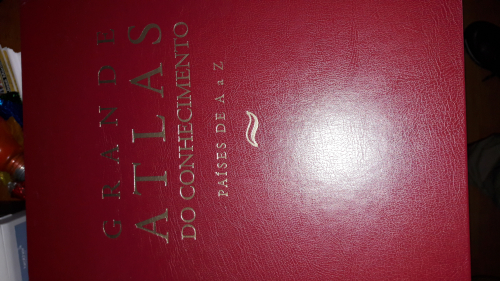 GRANDE
ATLAS
DO CONHECIMENTO
PAÍSES DE A a Z